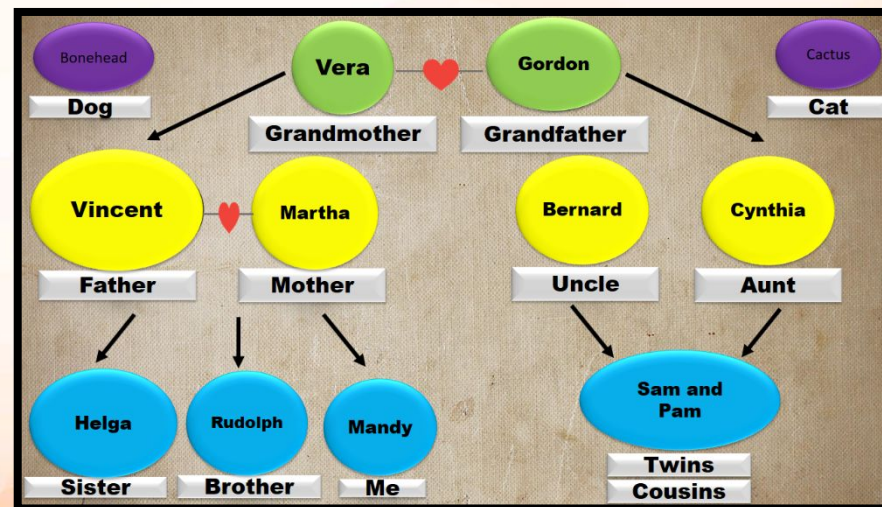 Bonehead
Dog
Vera
Grandmother
Gordon
Grandfather
Cactus
Cat
Vincent
Father
Martha
Mother
Bernard
Uncle
Cynthia
Aunt
Helga
Sister
Rudolph
Brother
Mandy
Me
Sam and
Pam
Twins
Cousins